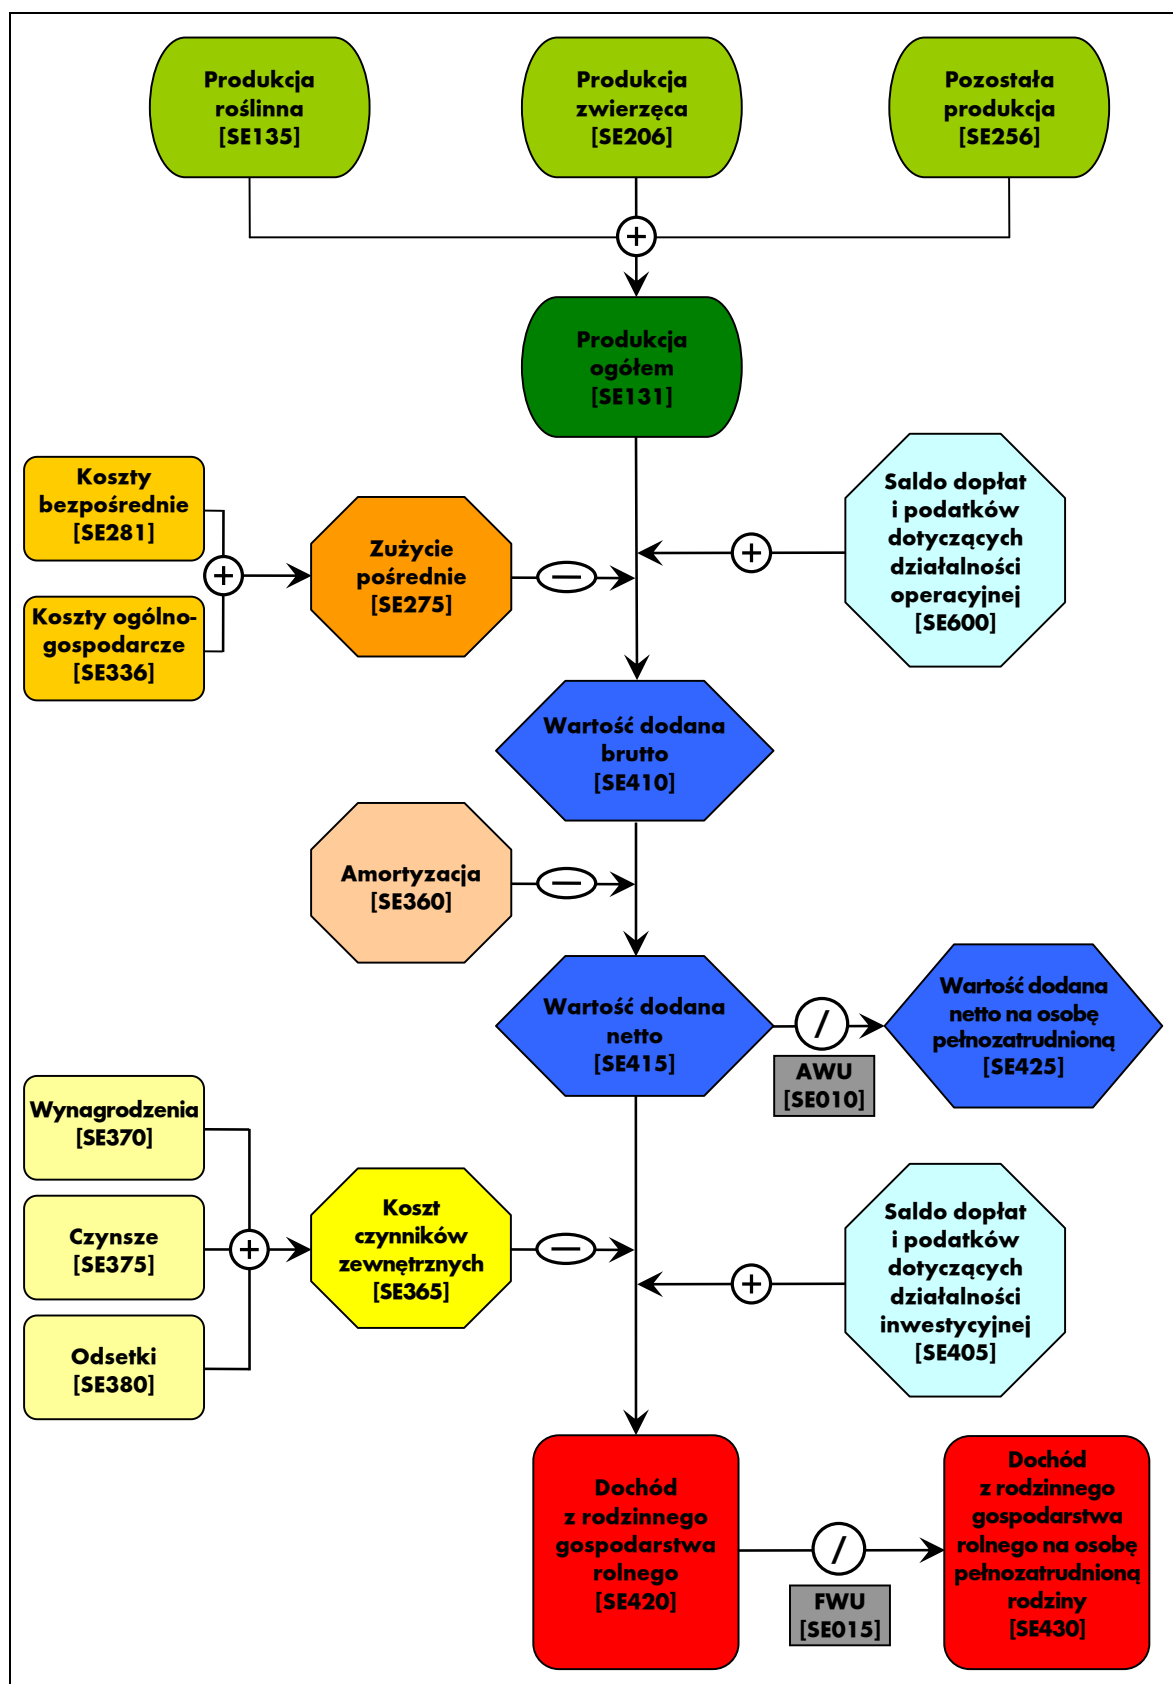 Produkcja
roślinna
[SE135]
Produkcja
zwierzęca
[SE206]
Pozostała
produkcja
[SE256]
+
Produkcja
ogółem
[SE131]
Koszty
bezpośrednie
[SE281]
+
Koszty ogólno-
gospodarcze
[SE336]
Zużycie
pośrednie
[SE275]
—
+
Saldo dopłat
i podatków
dotyczących
działalności
operacyjnej
[SE600]
Wartość dodana
brutto
[SE410]
Amortyzacja
[SE360]
—
Wartość dodana
netto
[SE415]
/
AWU
[SE010]
Wartość dodana
netto na osobę
pełnozatrudnioną
[SE425]
Wynagrodzenia
[SE370]
Czynsze
[SE375]
+
Odsetki
[SE380]
Koszt
czynników
zewnętrznych
[SE365]
—
+
Saldo dopłat
i podatków
dotyczących
działalności
inwestycyjnej
[SE405]
Dochód
z rodzinnego
gospodarstwa
rolnego
[SE420]
/
FWU
[SE015]
Dochód
z rodzinnego
gospodarstwa
rolnego na osobę
pełnozatrudnioną
rodziny
[SE430]